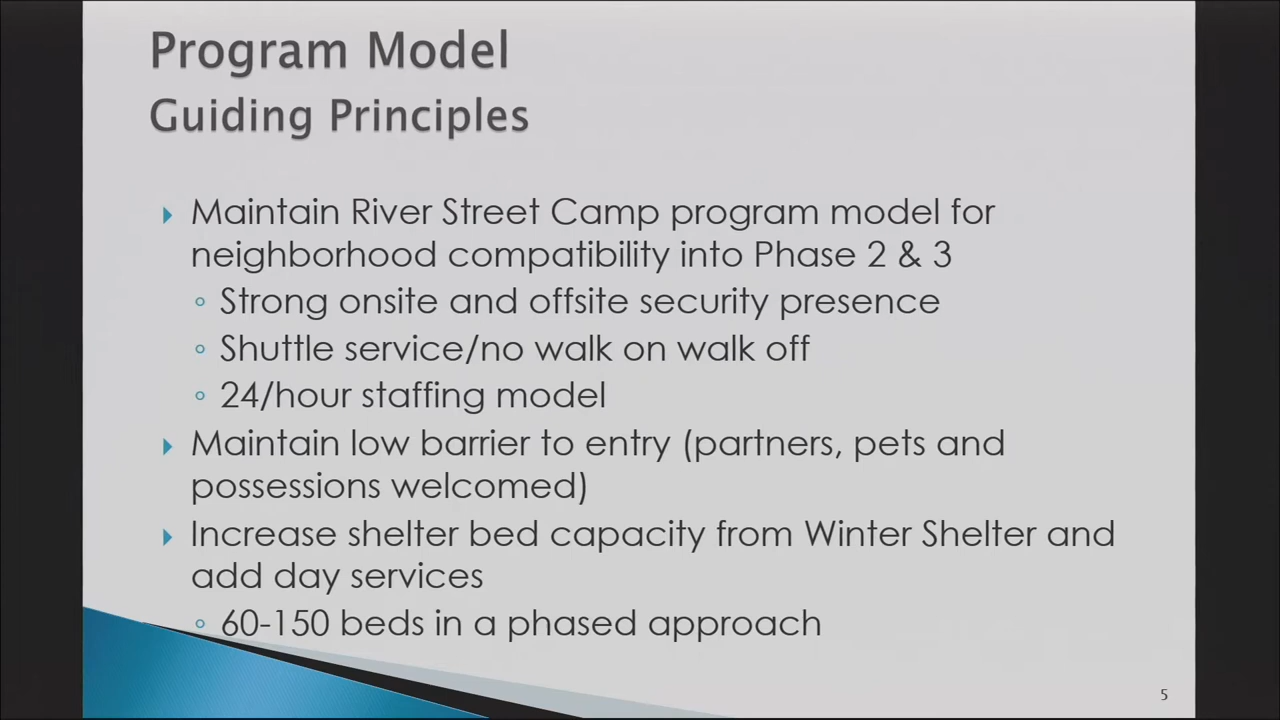 Program Model
Guiding Principles
Maintain River Street Camp program model for
neighborhood compatibility into Phase 2 & 3
Strong onsite and offsite security presence
Shuttle service/no walk on walk off
24/hour staffing model
Maintain low barrier to entry (partners, pets and
possessions welcomed)
Increase shelter bed capacity from Winter Shelter and
add day services
60-150 beds in a phased approach
5